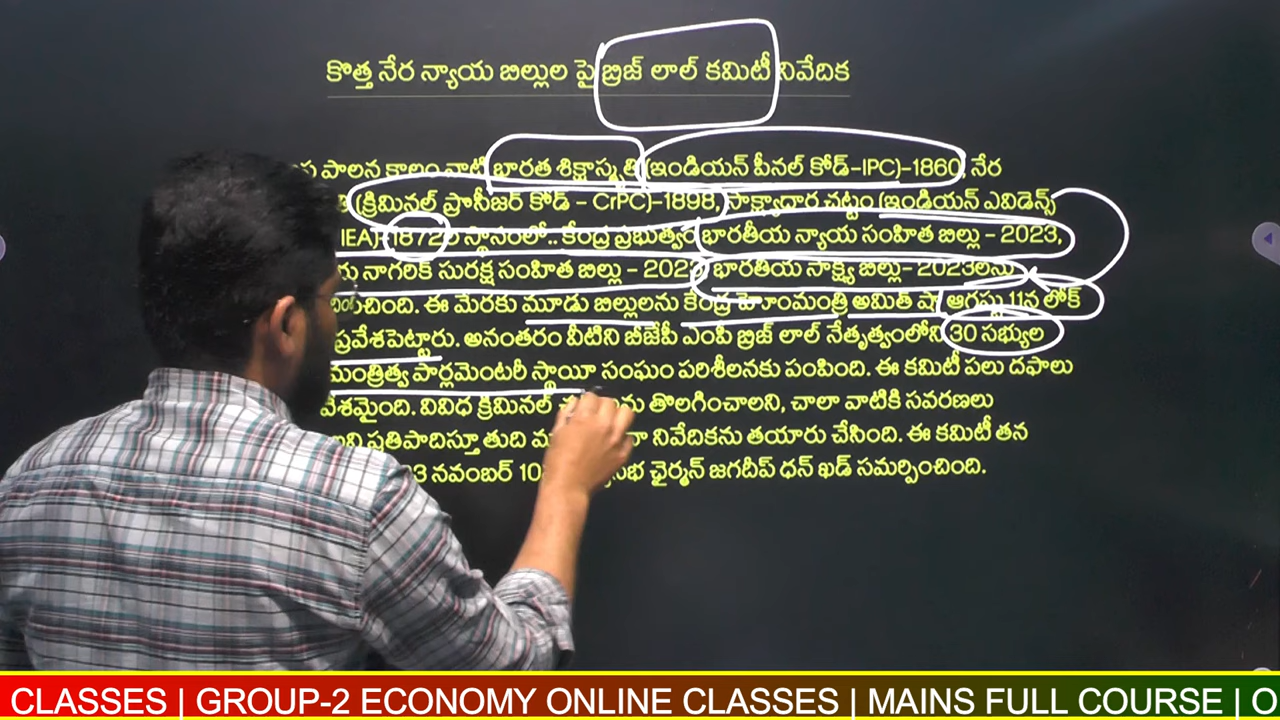 కొత్త నేర న్యాయ బిల్లుల పై బ్రిజ్ లాల్ కమిటీ నివేదిక
పాలన కాలం నాటి భారత శిక్షాస్మృతి (ఇండియన్ పీనల్ కోడ్-IPC)-1860, నేర
(క్రిమినల్ ప్రొసీజర్ కోడ్ - CrPC)-1898, సాక్ష్యాధార చట్టం (ఇండియన్ ఎవిడెన్స్
IEA)-1872ల స్థానంలో.. కేంద్ర ప్రభుత్వం భారతీయ న్యాయ సంహిత బిల్లు - 2023,
నాగరిక్ సురక్ష సంహిత బిల్లు - 2023, భారతీయ సాక్ష్య బిల్లు- 2023లను
ఈ మేరకు మూడు బిల్లులను కేంద్ర హోంమంత్రి అమిత్ షా ఆగస్టు 11న లోక్
ప్రవేశపెట్టారు. అనంతరం వీటిని బీజేపీ ఎంపీ బ్రిజ్ లాల్ నేతృత్వంలోని 30 సభ్యుల
మంత్రిత్వ పార్లమెంటరీ స్థాయీ సంఘం పరిశీలనకు పంపింది. ఈ కమిటీ పలు దఫాలు
వివిధ క్రిమినల్ తొలగించాలని, చాలా వాటికి సవరణలు
ప్రతిపాదిస్తూ తుది నివేదికను తయారు చేసింది. ఈ కమిటీ తన
నవంబర్ 10 ఛైర్మన్ జగదీప్ ధన్ ఖడ్ సమర్పించింది.
CLASSES | GROUP-2 ECONOMY ONLINE CLASSES | MAINS FULL COURSE | O